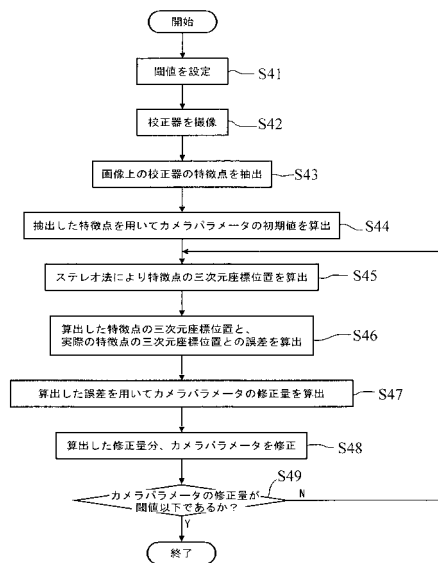 開始
閾値を設定
S41
校正器を撮像
S42
画像上の校正器の特徴点を抽出
S43
抽出した特徴点を用いてカメラパラメータの初期値を算出
S44
ステレオ法により特徴点の三次元座標位置を算出
S45
算出した特徴点の三次元座標位置と、
実際の特徴点の三次元座標位置との誤差を算出
S46
算出した誤差を用いてカメラパラメータの修正量を算出
S47
算出した修正量分、カメラパラメータを修正
S48
S49
カメラパラメータの修正量が
閾値以下であるか?
N
Y
終了